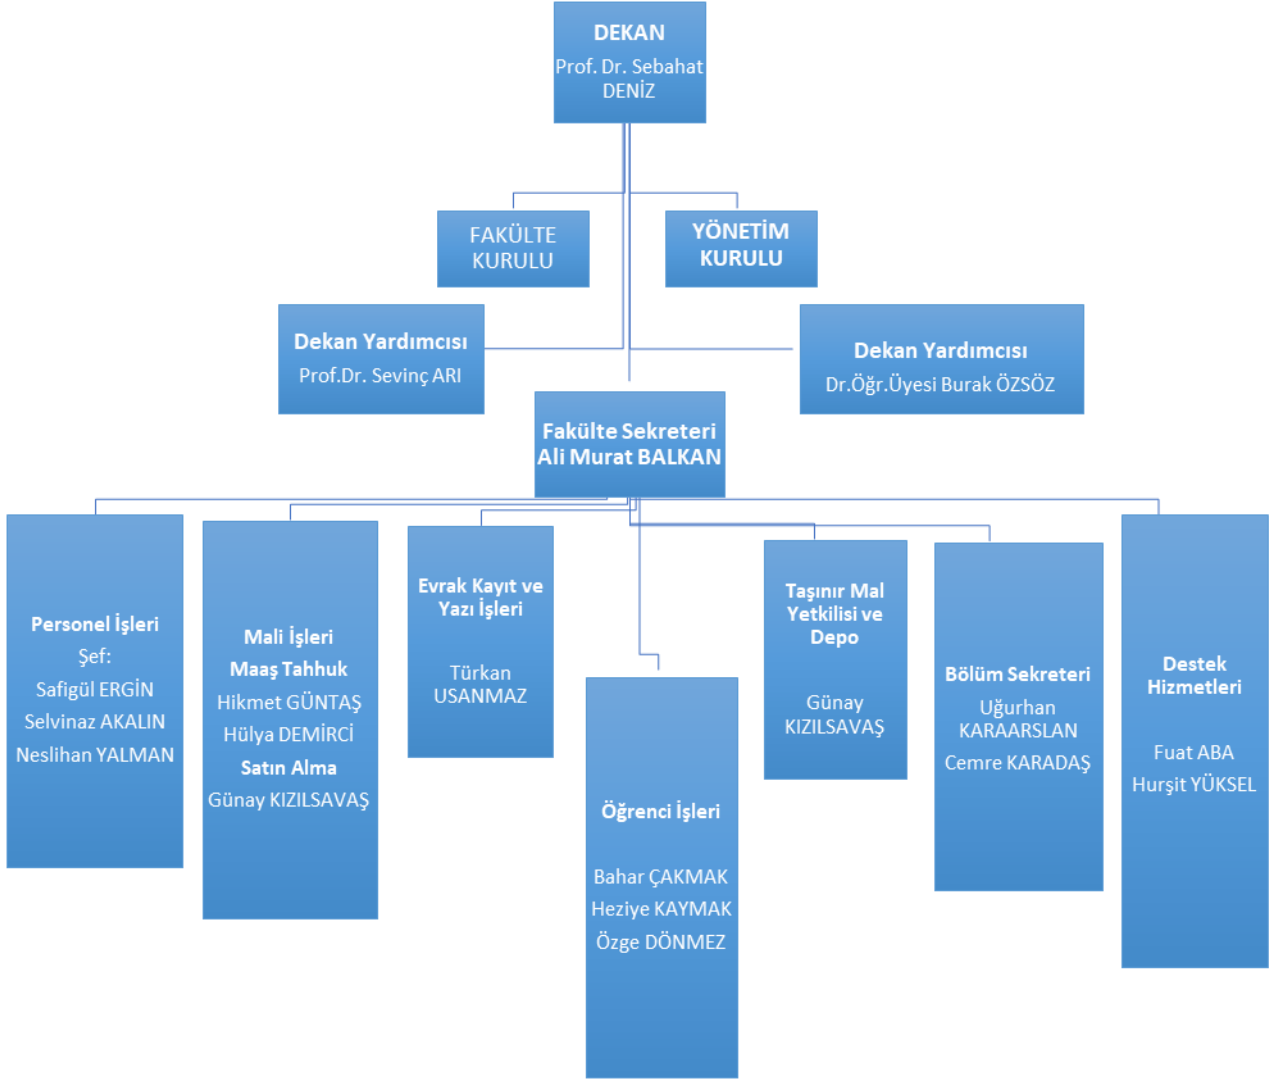 DEKAN
Prof. Dr. Sebahat
DENİZ
FAKÜLTE
KURULU
YÖNETİM
KURULU
Dekan Yardımcısı
Prof.Dr. Sevinç ARI
Dekan Yardımcısı
Dr.Öğr.Üyesi Burak ÖZSÖZ
Fakülte Sekreteri
Ali Murat BALKAN
Personel İşleri
Şef:
Safigül ERGİN
Selvinaz AKALIN
Neslihan YALMAN
Mali İşleri
Maaş Tahhuk
Hikmet GÜNTAŞ
Hülya DEMİRCİ
Satın Alma
Günay KIZILSAVAŞ
Evrak Kayıt ve
Yazı İşleri
Türkan
USANMAZ
Öğrenci İşleri
Bahar ÇAKMAK
Heziye KAYMAK
Özge DÖNMEZ
Taşınır Mal
Yetkilisi ve
Depo
Günay
KIZILSAVAŞ
Bölüm Sekreteri
Uğurhan
KARAARSLAN
Cemre KARADAŞ
Destek
Hizmetleri
Fuat ABA
Hurşit YÜKSEL